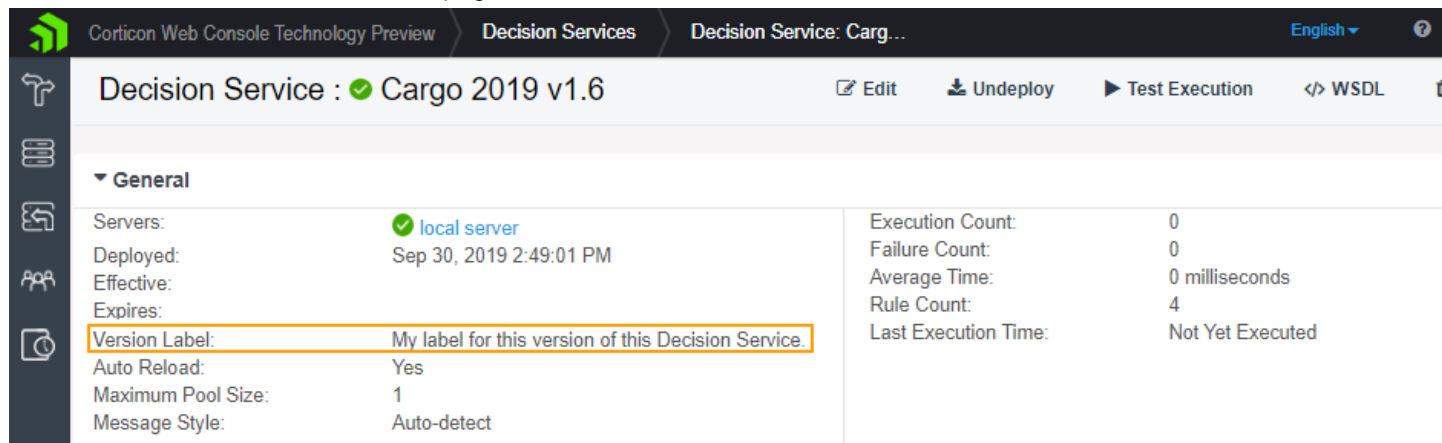 Corticon Web Console Technology Preview Decision Services Decision Service: Carg... English
Decision Service : Cargo 2019 v1.6 Edit Undeploy Test Execution </> WSDL
General
Servers: local server
Deployed: Sep 30, 2019 2:49:01 PM
Effective:
Expires:
Version Label: My label for this version of this Decision Service.
Auto Reload: Yes
Maximum Pool Size: 1
Message Style: Auto-detect
Execution Count: 0
Failure Count: 0
Average Time: 0 milliseconds
Rule Count: 4
Last Execution Time: Not Yet Executed